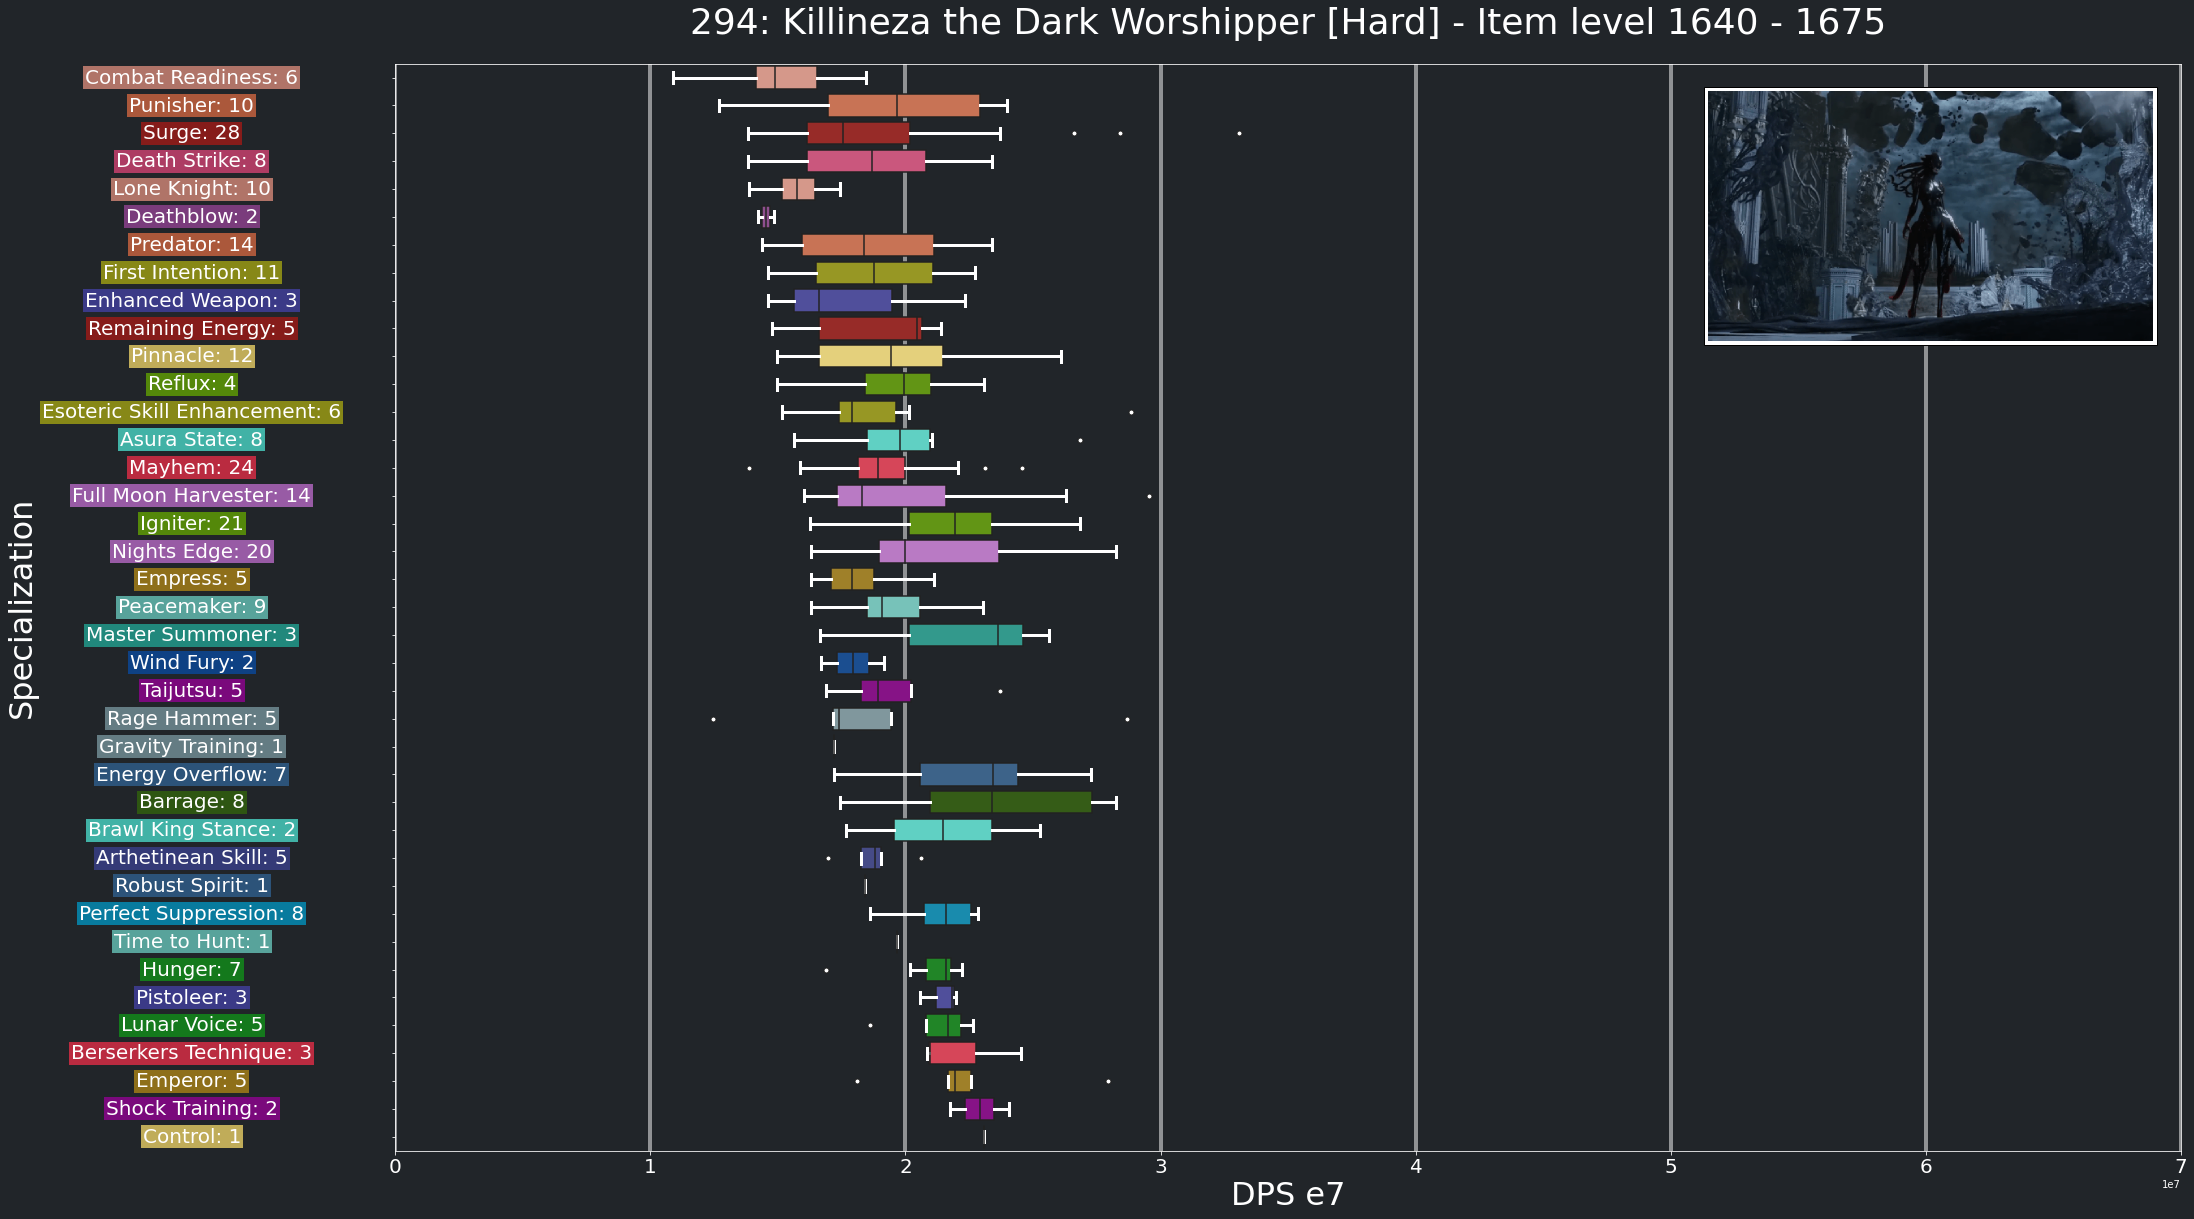 294: Killineza the Dark Worshipper [Hard] - Item level 1640 - 1675
Specialization
Combat Readiness: 6
Punisher: 10
Surge: 28
Death Strike: 8
Lone Knight: 10
Deathblow: 2
Predator: 14
First Intention: 11
Enhanced Weapon: 3
Remaining Energy: 5
Pinnacle: 12
Reflux: 4
Esoteric Skill Enhancement: 6
Asura State: 8
Mayhem: 24
Full Moon Harvester: 14
Igniter: 21
Nights Edge: 20
Empress: 5
Peacemaker: 9
Master Summoner: 3
Wind Fury: 2
Taijutsu: 5
Rage Hammer: 5
Gravity Training: 1
Energy Overflow: 7
Barrage: 8
Brawl King Stance: 2
Arthetinean Skill: 5
Robust Spirit: 1
Perfect Suppression: 8
Time to Hunt: 1
Hunger: 7
Pistoleer: 3
Lunar Voice: 5
Berserkers Technique: 3
Emperor: 5
Shock Training: 2
Control: 1
0 1 2 3 4 5 6 7
1e7
DPS e7